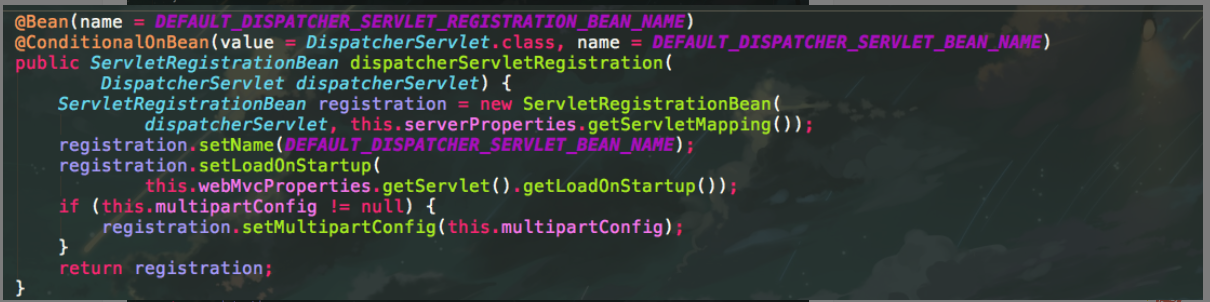 @Bean(name = DEFAULT_DISPATCHER_SERVLET_REGISTRATION_BEAN_NAME)
@ConditionalOnBean(value = DispatcherServlet.class, name = DEFAULT_DISPATCHER_SERVLET_BEAN_NAME)
public ServletRegistrationBean dispatcherServletRegistration(
        DispatcherServlet dispatcherServlet) {
    ServletRegistrationBean registration = new ServletRegistrationBean(
            dispatcherServlet, this.serverProperties.getServletMapping());
    registration.setName(DEFAULT_DISPATCHER_SERVLET_BEAN_NAME);
    registration.setLoadOnStartup(
            this.webMvcProperties.getServlet().getLoadOnStartup());
    if (this.multipartConfig != null) {
        registration.setMultipartConfig(this.multipartConfig);
    }
    return registration;
}